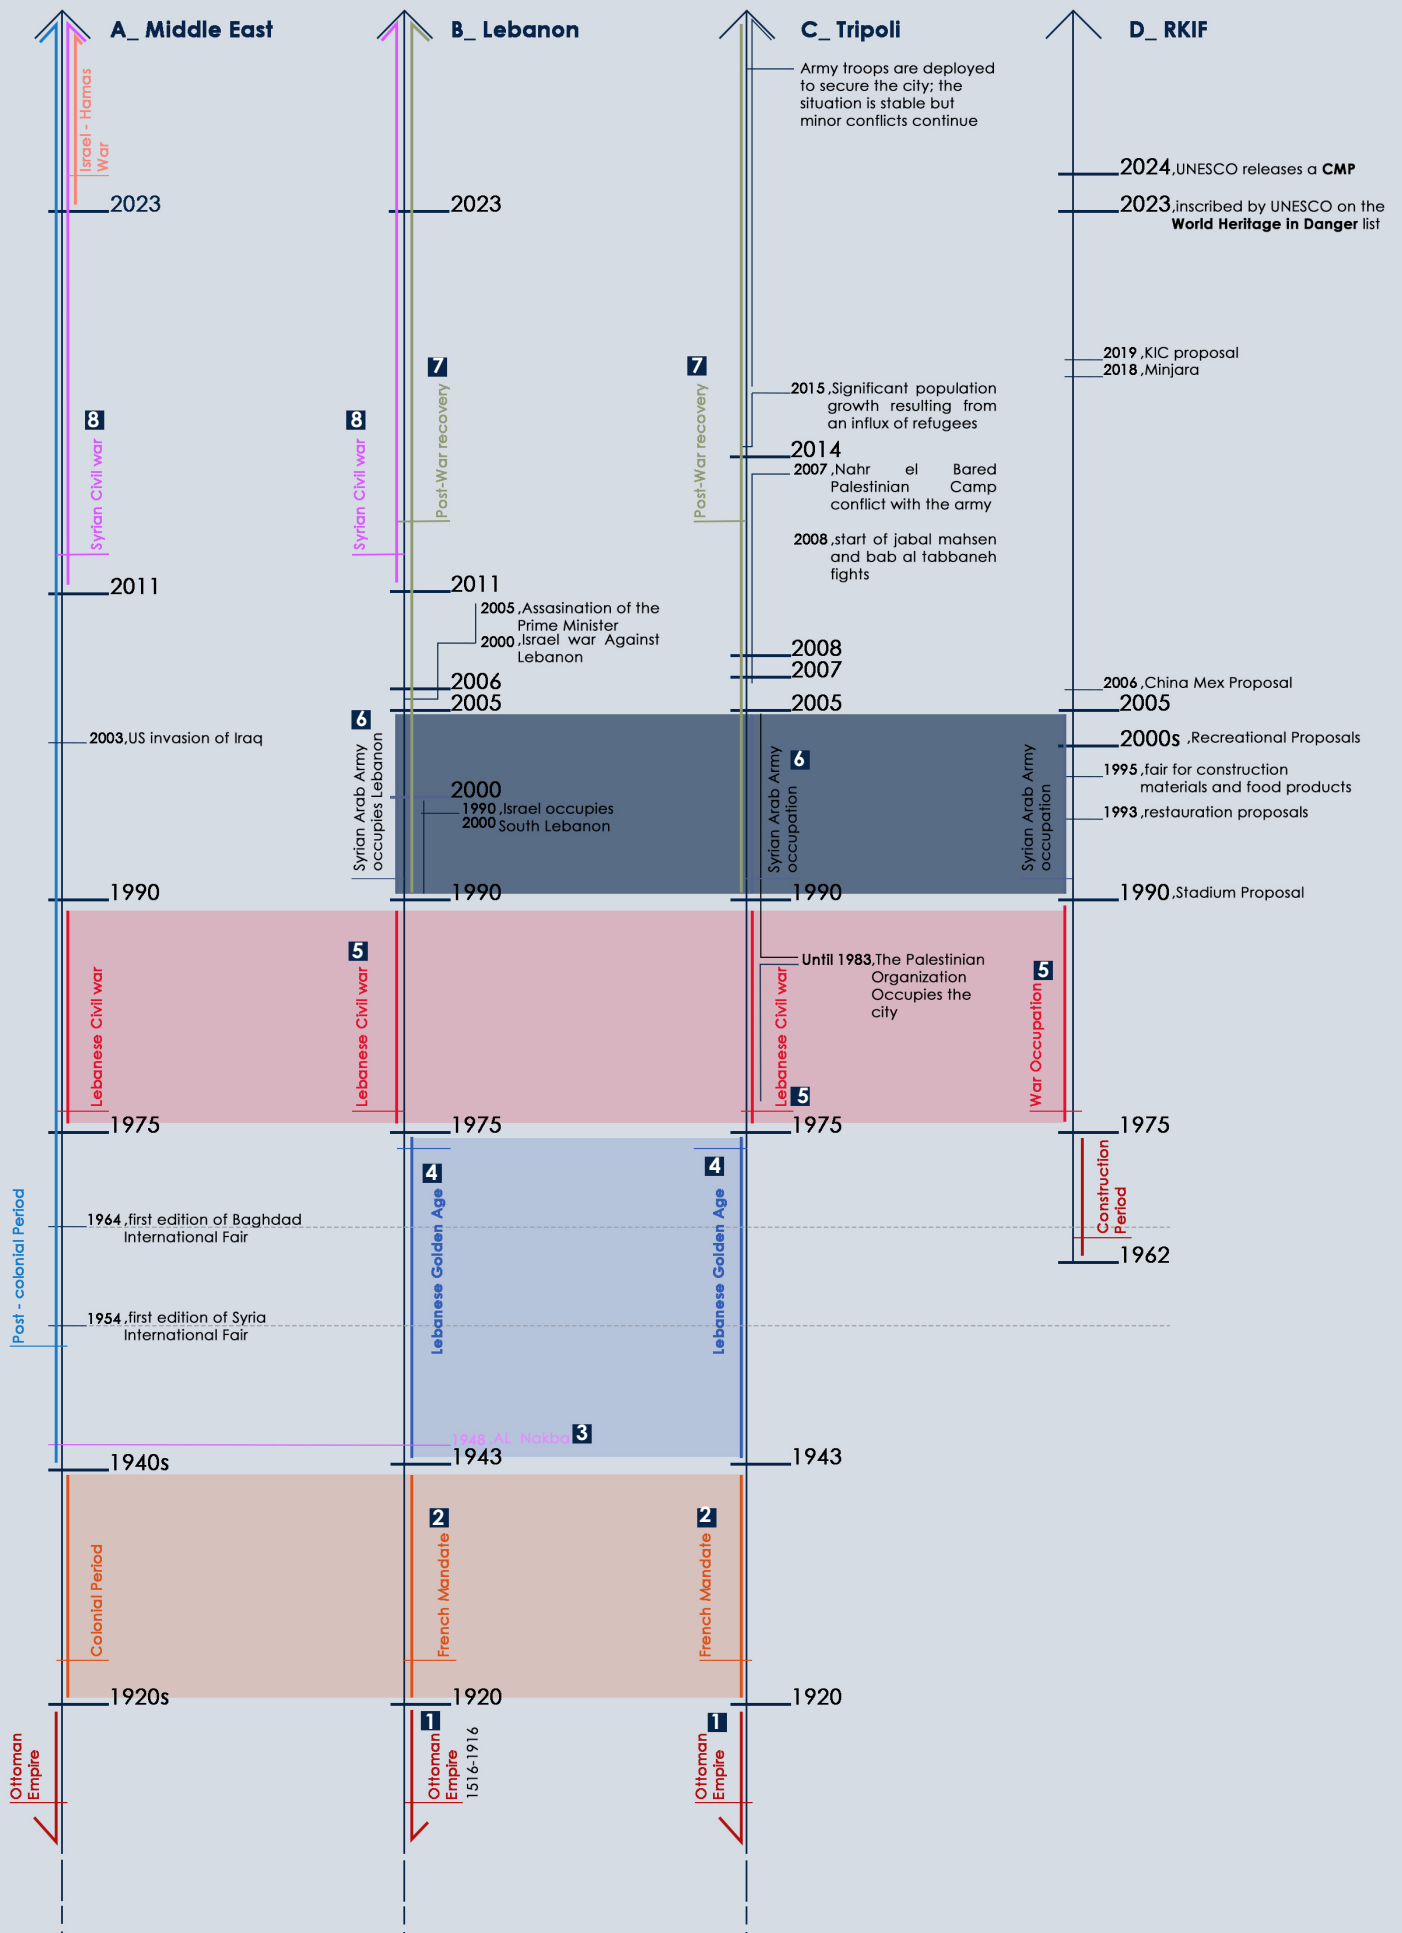 A_ Middle East
Israel - Hamas
War
2023
8
Syrian Civil war
2011
2003,US invasion of Iraq
1990
Lebanese Civil war
1975
1964 ,first edition of Baghdad
International Fair
Post - colonial Period
1954 ,first edition of Syria
International Fair
1940s
Colonial Period
1920s
Ottoman
Empire
B_ Lebanon
2023
7
Post-War recovery
8
Syrian Civil war
2011
2005 ,Assasination of the
Prime Minister
2000 ,Israel war Against
Lebanon
2006
2005
6
Syrian Arab Army
occupies Lebanon
2000
1990 ,Israel occupies
2000 South Lebanon
1990
5
Lebanese Civil war
1975
4
Lebanese Golden Age
1948 ,AL Nakba
3
1943
2
French Mandate
1920
1
Ottoman
Empire
1516-1916
C_ Tripoli
Army troops are deployed
to secure the city; the
situation is stable but
minor conflicts continue
7
Post-War recovery
2015 ,Significant population
growth resulting from
an influx of refugees
2014
2007 ,Nahr el Bared
Palestinian Camp
conflict with the army
2008 ,start of jabal mahsen
and bab al tabbaneh
fights
2008
2007
2005
6
Syrian Arab Army
occupation
1990
Until 1983,The Palestinian
Organization
Occupies the
city
Lebanese Civil war
5
1975
4
Lebanese Golden Age
1943
2
French Mandate
1920
1
Ottoman
Empire
D_ RKIF
2024 ,UNESCO releases a CMP
2023 ,inscribed by UNESCO on the
World Heritage in Danger list
2019 ,KIC proposal
2018 ,Minjara
2006 ,China Mex Proposal
2005
2000s ,Recreational Proposals
1995 ,fair for construction
materials and food products
1993 ,restauration proposals
Syrian Arab Army
occupation
1990 ,Stadium Proposal
5
War Occupation
1975
Construction
Period
1962